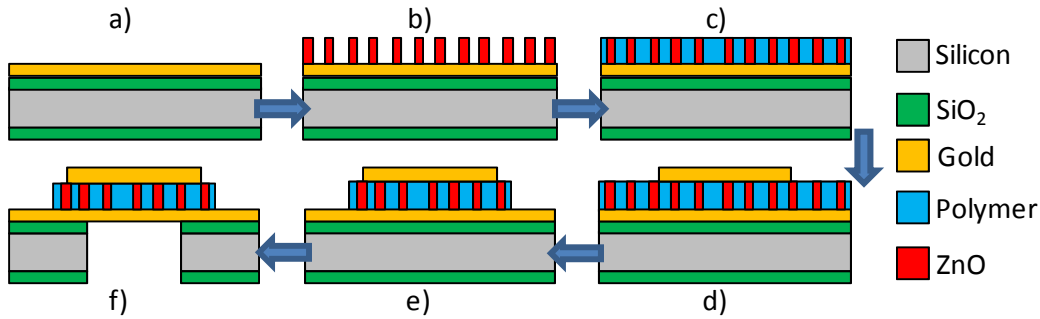 a)
b)
c)
Silicon
SiO₂
Gold
Polymer
ZnO
f)
e)
d)